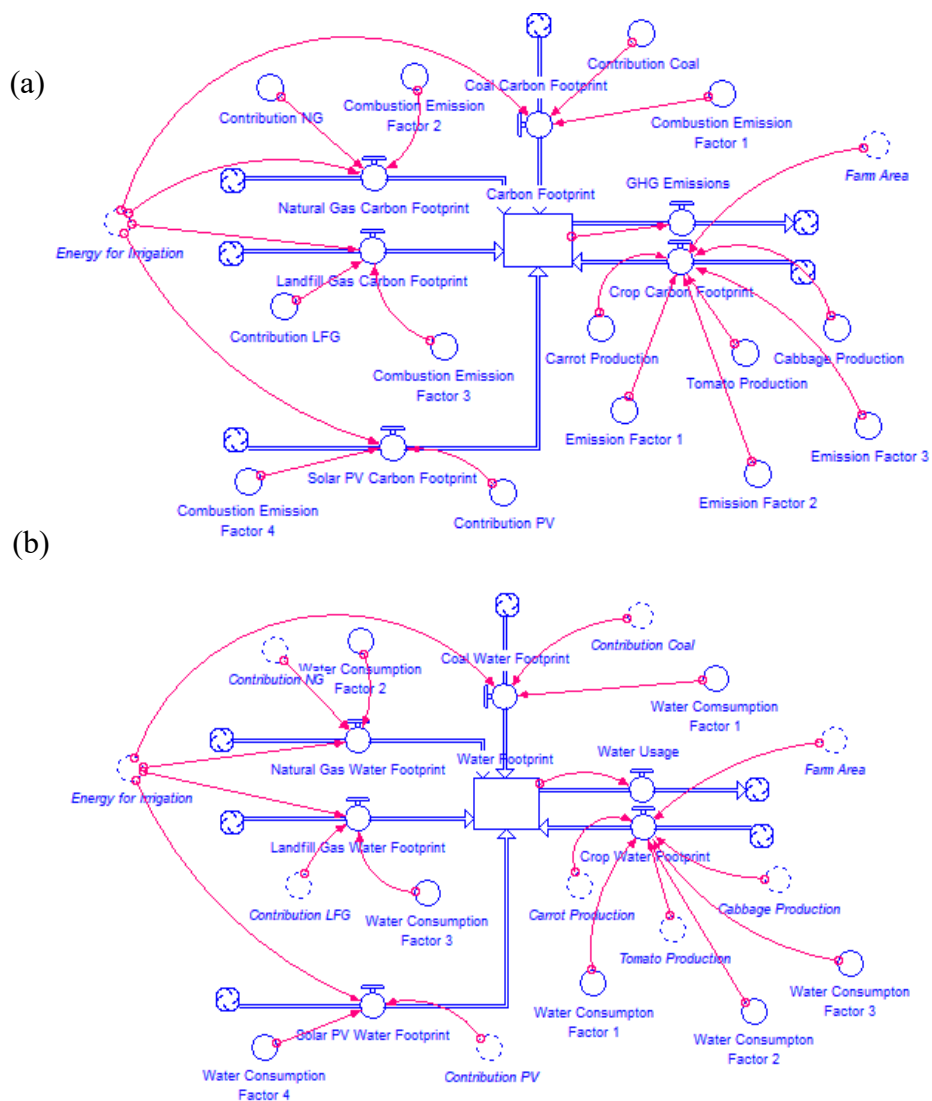 (a)
Contribution Coal
Coal Carbon Footprint
Contribution NG
Combustion Emission
Factor 2
Combustion Emission
Factor 1
Farm Area
Carbon Footprint
GHG Emissions
Natural Gas Carbon Footprint
Energy for Irrigation
Landfill Gas Carbon Footprint
Crop Carbon Footprint
Contribution LFG
Carrot Production
Cabbage Production
Combustion Emission
Factor 3
Tomato Production
Emission Factor 1
Emission Factor 3
Solar PV Carbon Footprint
Emission Factor 2
Combustion Emission
Factor 4
Contribution PV
(b)
Contribution Coal
Coal Water Footprint
Contribution NG
Water Consumption
Factor 2
Water Comsumption
Factor 1
Water Footprint
Water Usage
Natural Gas Water Footprint
Farm Area
Energy for Irrigation
Landfill Gas Water Footprint
Crop Water Footprint
Contribution LFG
Carrot Production
Cabbage Production
Water Consumption
Factor 3
Tomato Production
Water Consumpton
Factor 1
Water Consumpton
Factor 3
Solar PV Water Footprint
Water Consumpton
Factor 2
Water Consumption
Factor 4
Contribution PV